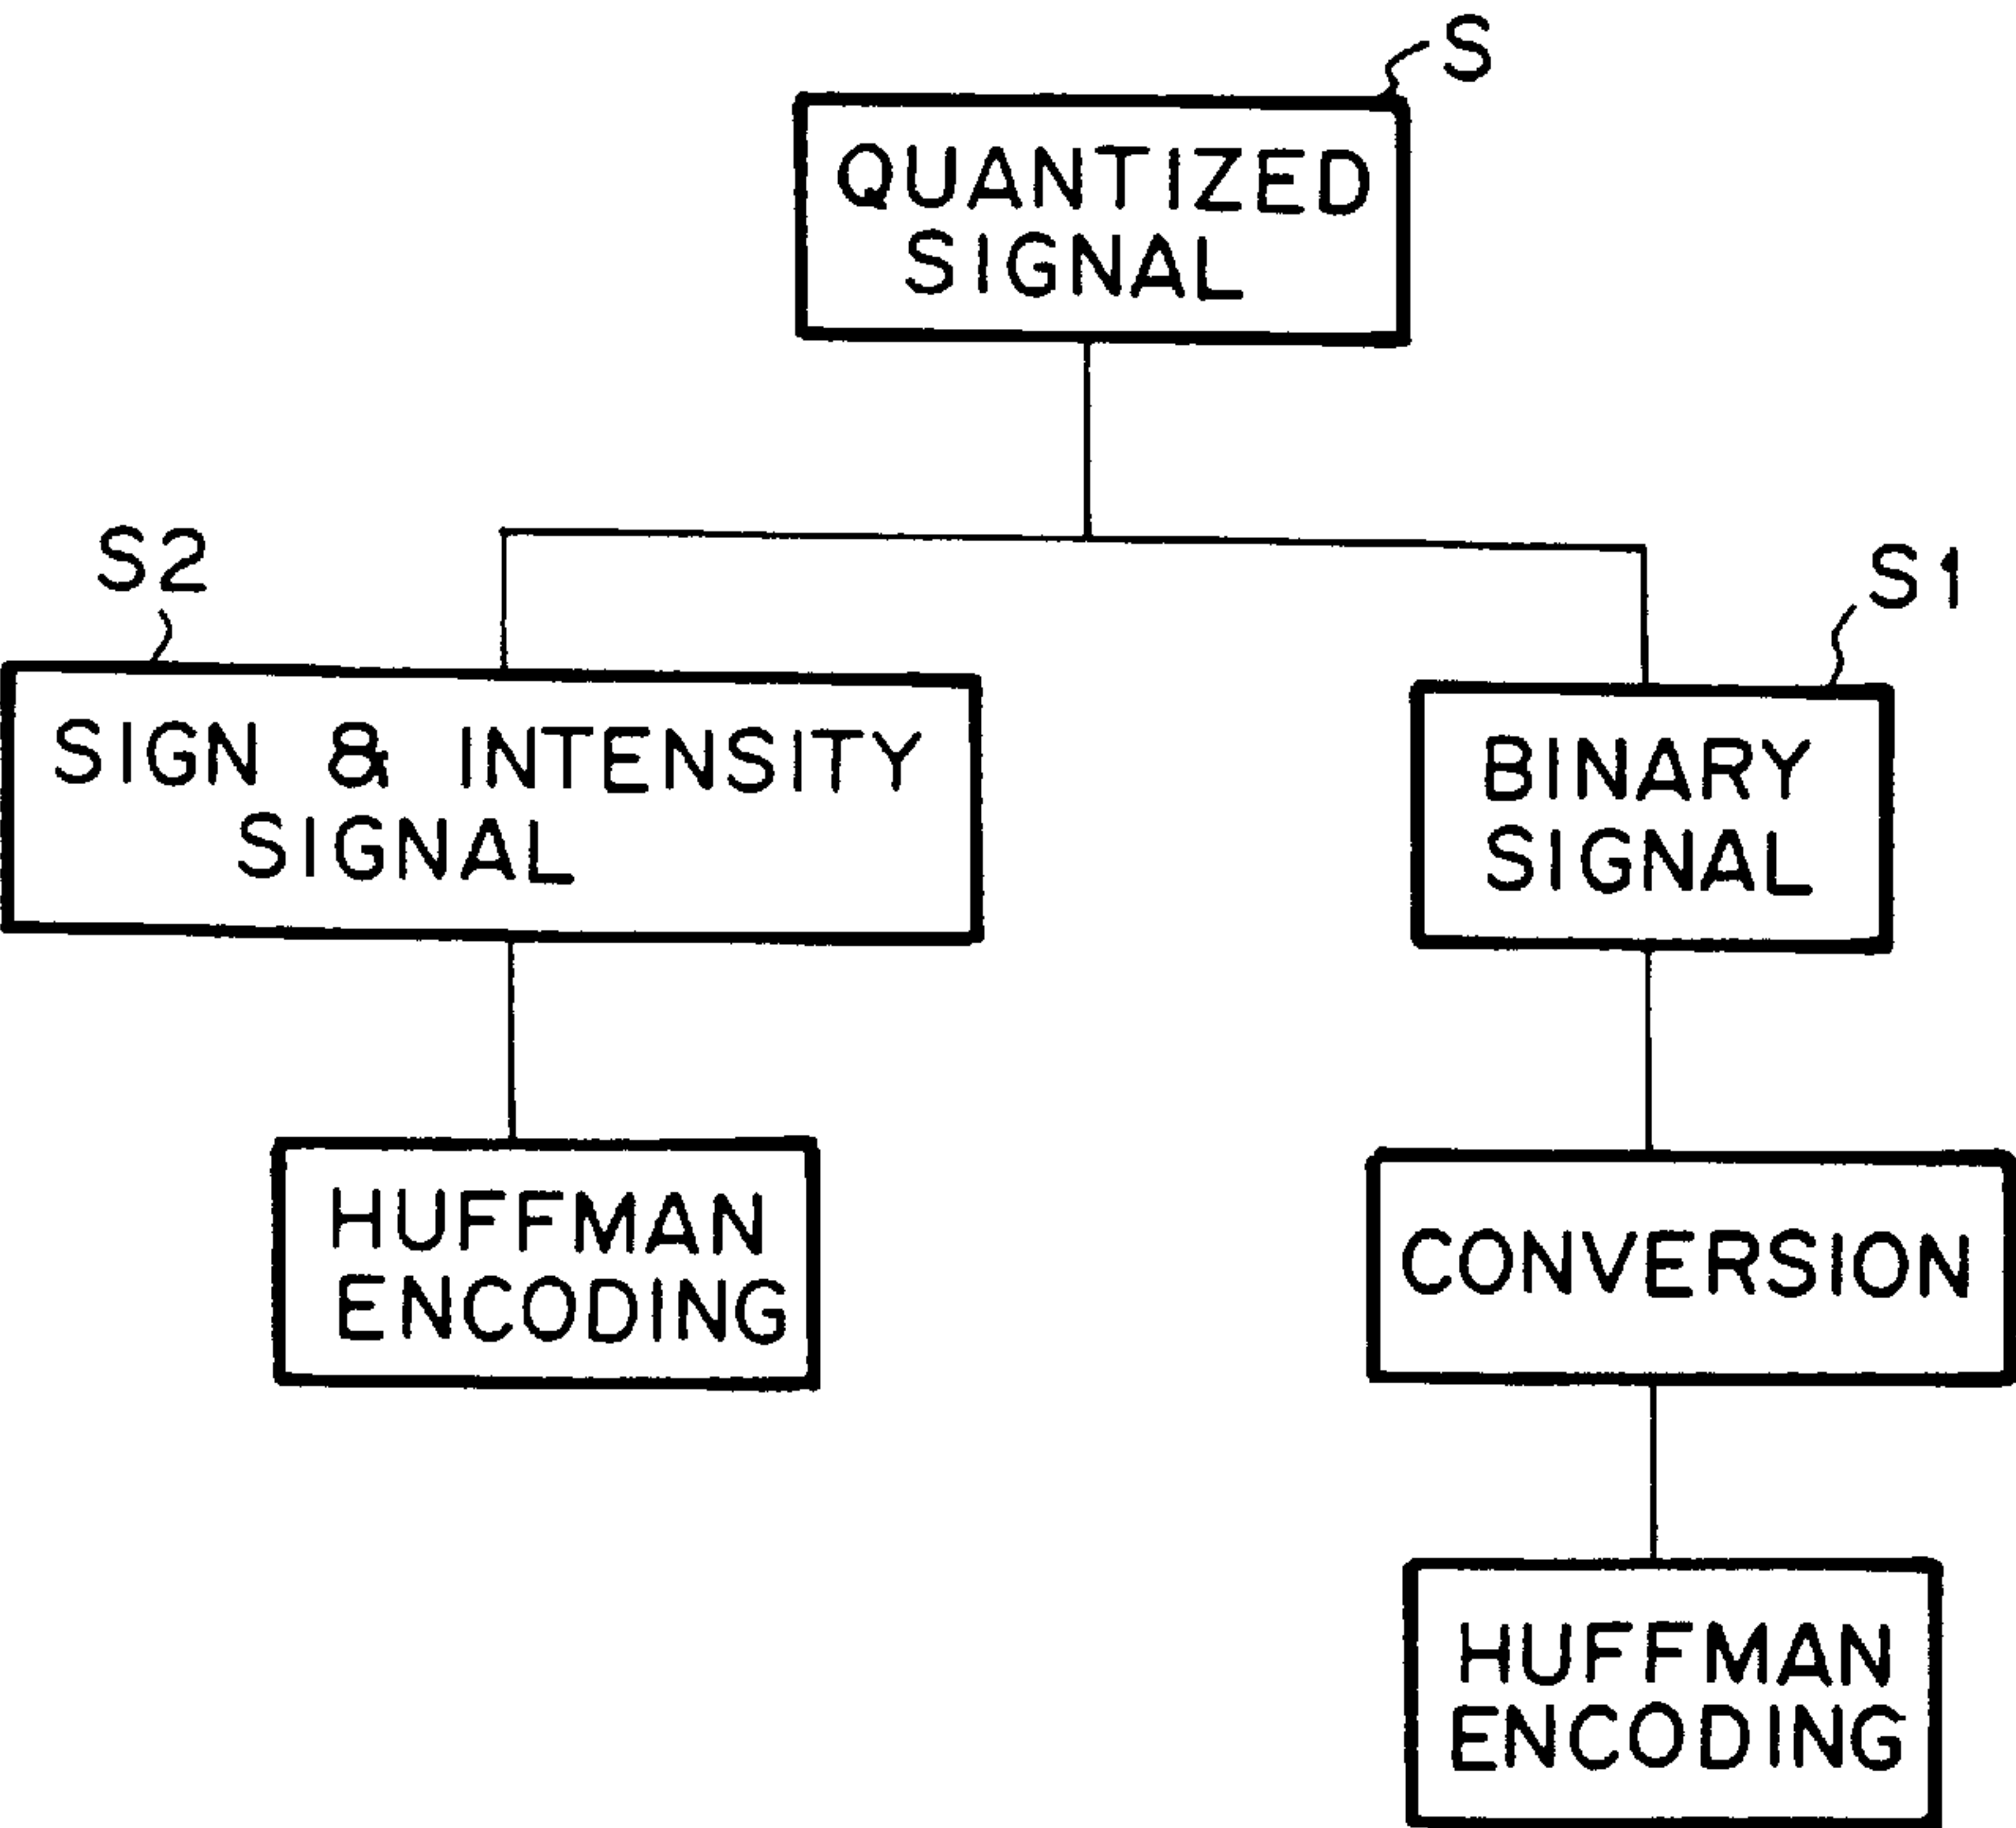 S
QUANTIZED
SIGNAL
S2
S1
SIGN & INTENSITY
SIGNAL
BINARY
SIGNAL
HUFFMAN
ENCODING
CONVERSION
HUFFMAN
ENCODING